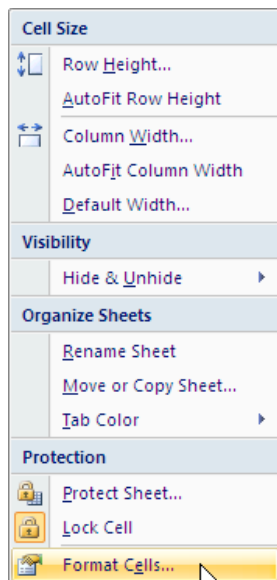 Cell Size
Row Height...
AutoFit Row Height
Column Width...
AutoFit Column Width
Default Width...
Visibility
Hide & Unhide
Organize Sheets
Rename Sheet
Move or Copy Sheet...
Tab Color
Protection
Protect Sheet...
Lock Cell
Format Cells...